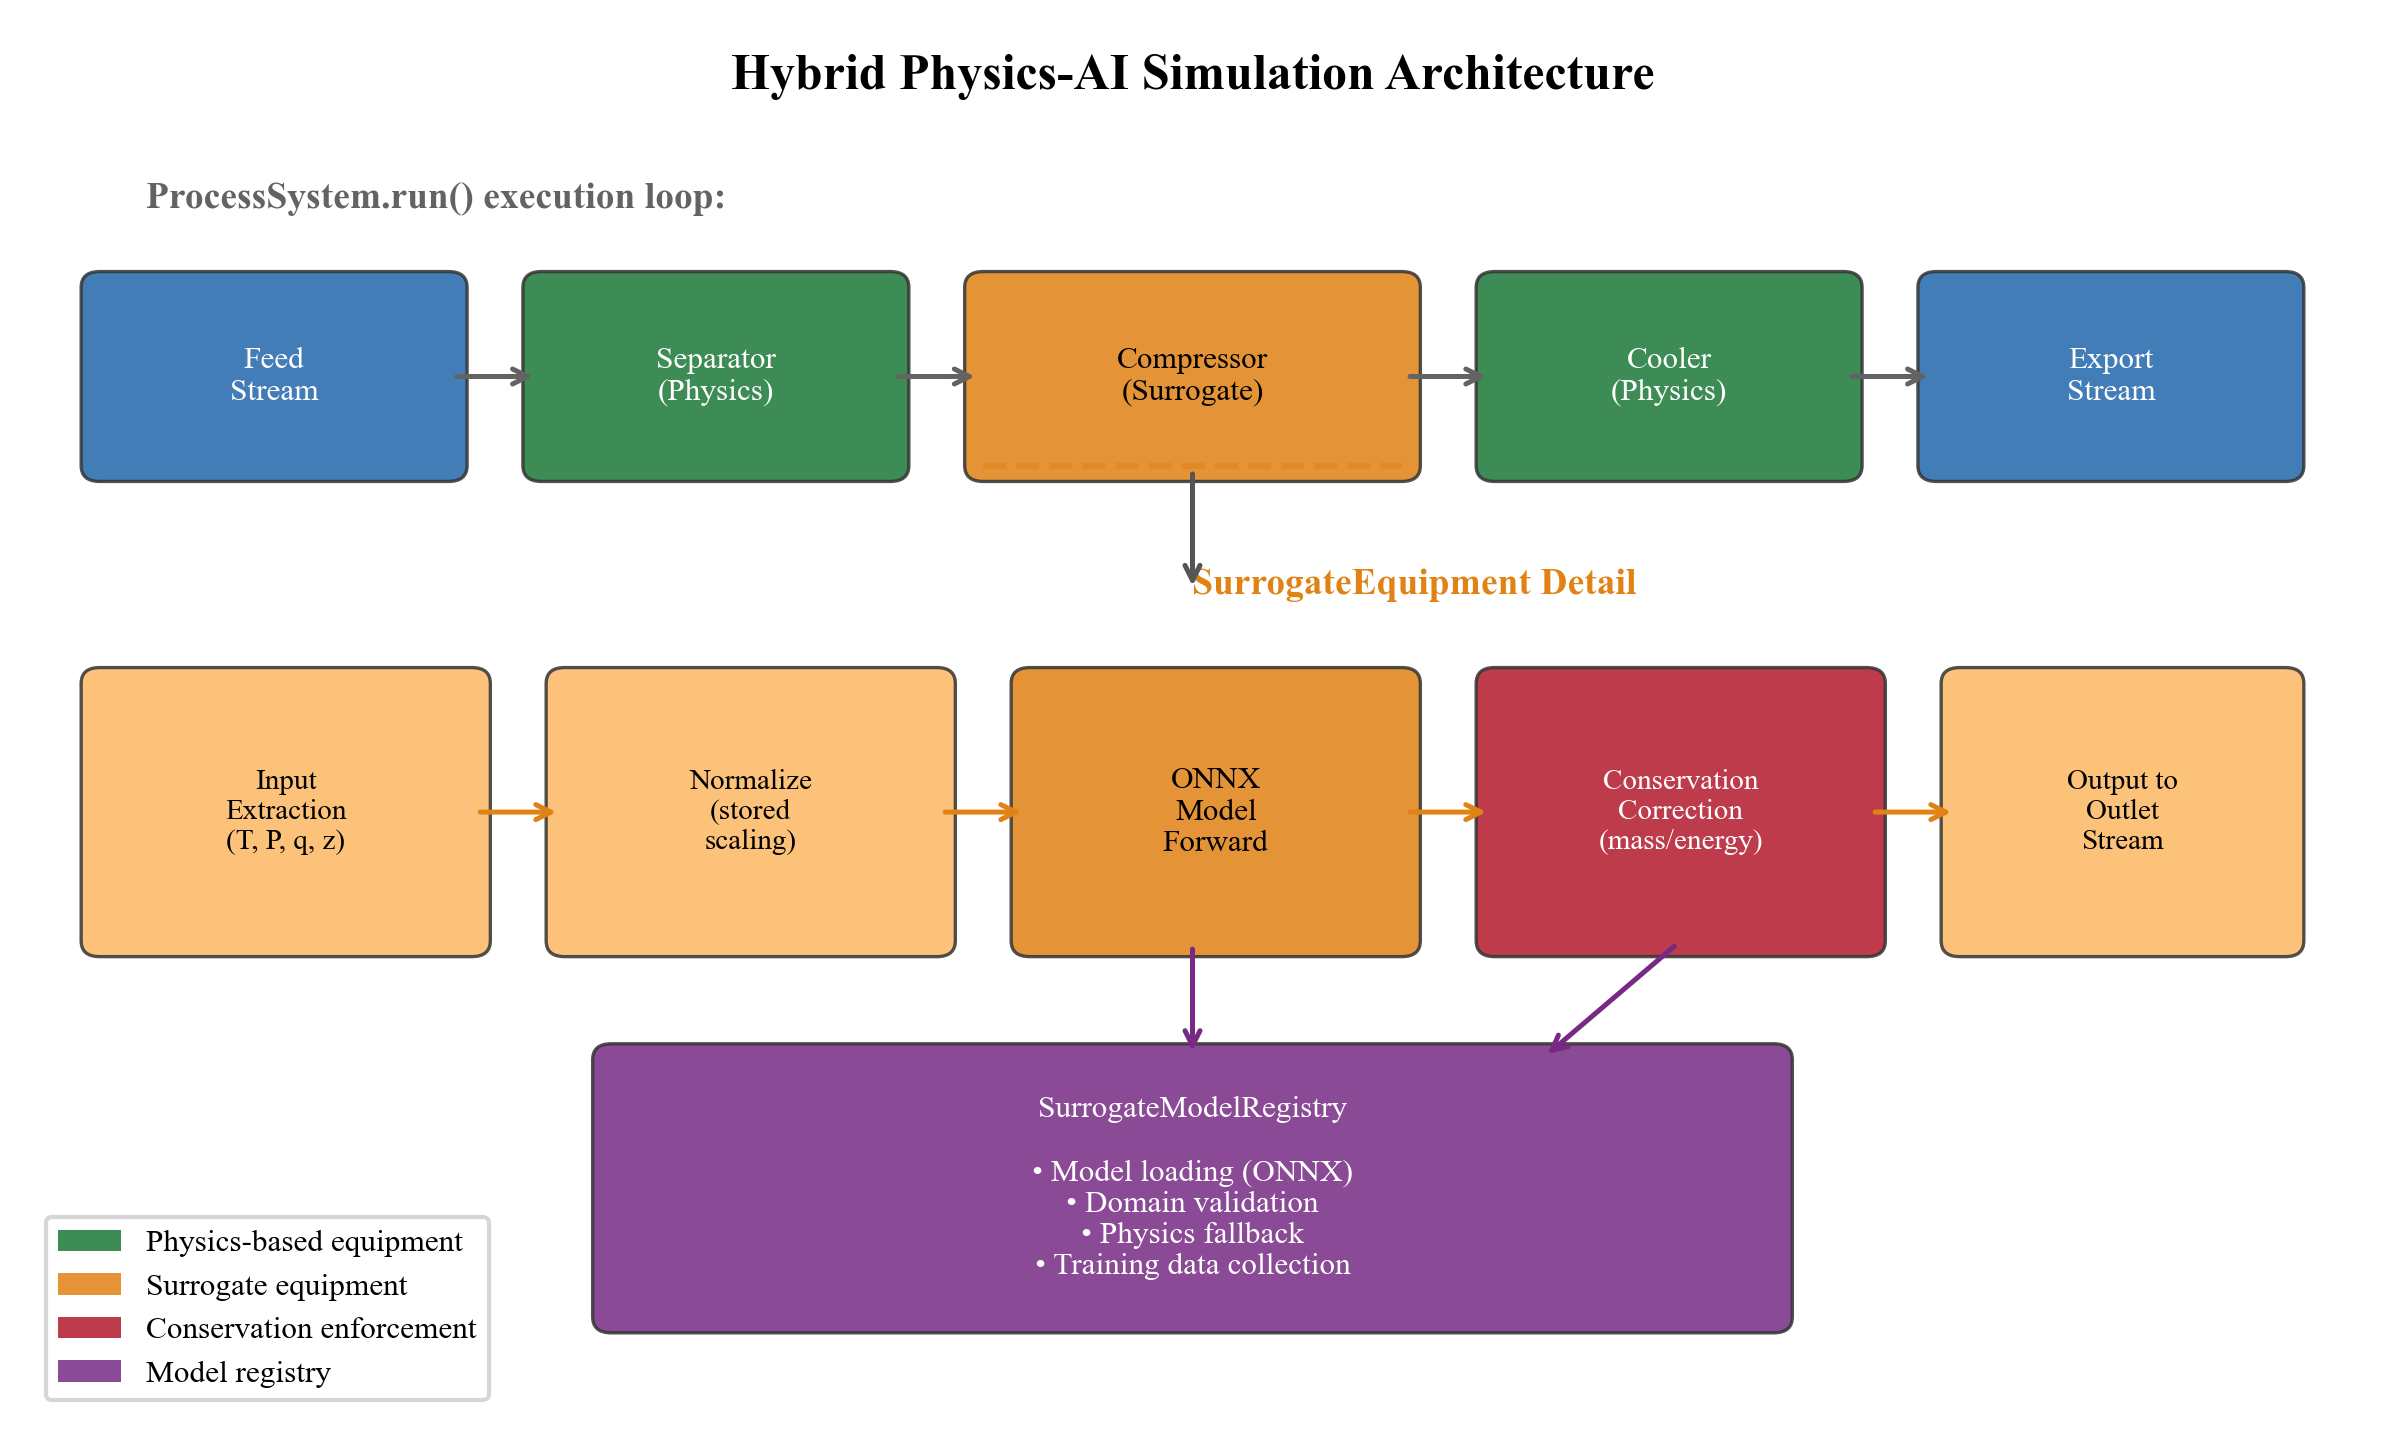 Hybrid Physics-AI Simulation Architecture
ProcessSystem.run() execution loop:
Feed
Stream
Separator
(Physics)
Compressor
(Surrogate)
Cooler
(Physics)
Export
Stream
SurrogateEquipment Detail
Input
Extraction
(T, P, q, z)
Normalize
(stored
scaling)
ONNX
Model
Forward
Conservation
Correction
(mass/energy)
Output to
Outlet
Stream
SurrogateModelRegistry
• Model loading (ONNX)
• Domain validation
• Physics fallback
• Training data collection
Physics-based equipment
Surrogate equipment
Conservation enforcement
Model registry